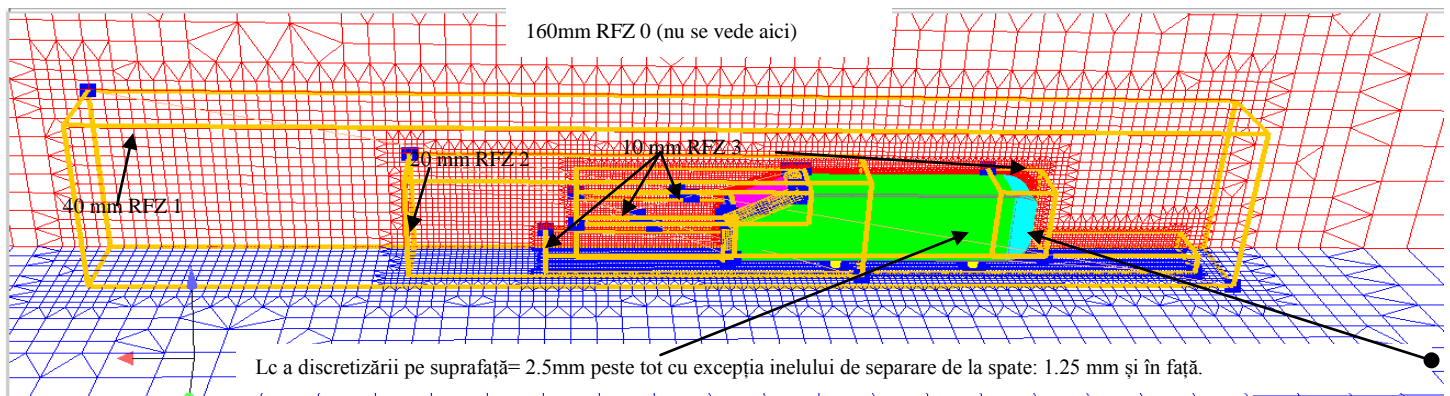 160mm RFZ 0 (nu se vede aici)
10 mm RFZ 3
20 mm RFZ 2
40 mm RFZ 1
Lc a discretizării pe suprafață= 2.5mm peste tot cu excepția inelului de separare de la spate: 1.25 mm și în față.